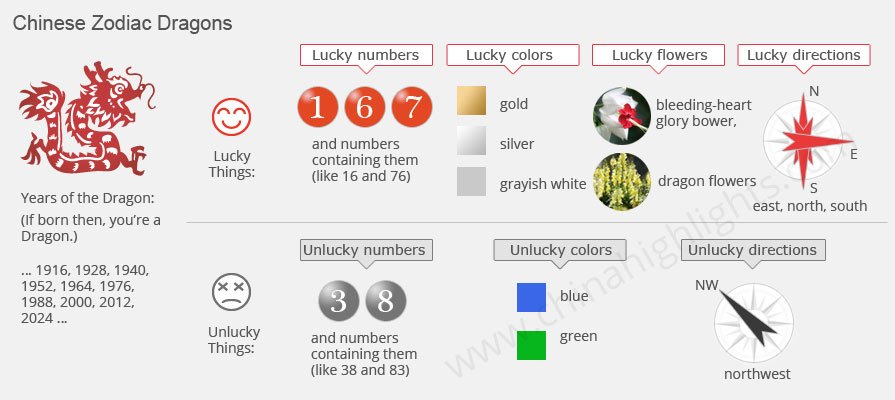 Chinese Zodiac Dragons
Years of the Dragon:
(If born then, you’re a
Dragon.)
... 1916, 1928, 1940,
1952, 1964, 1976,
1988, 2000, 2012,
2024 ...
Lucky
Things:
Lucky numbers
1 6 7
and numbers
containing them
(like 16 and 76)
Lucky colors
gold
silver
grayish white
Lucky flowers
bleeding-heart
glory bower,
dragon flowers
Lucky directions
N
E
S
east, north, south
Unlucky
Things:
Unlucky numbers
3 8
and numbers
containing them
(like 38 and 83)
Unlucky colors
blue
green
Unlucky directions
NW
northwest
www.chinahighlights.com